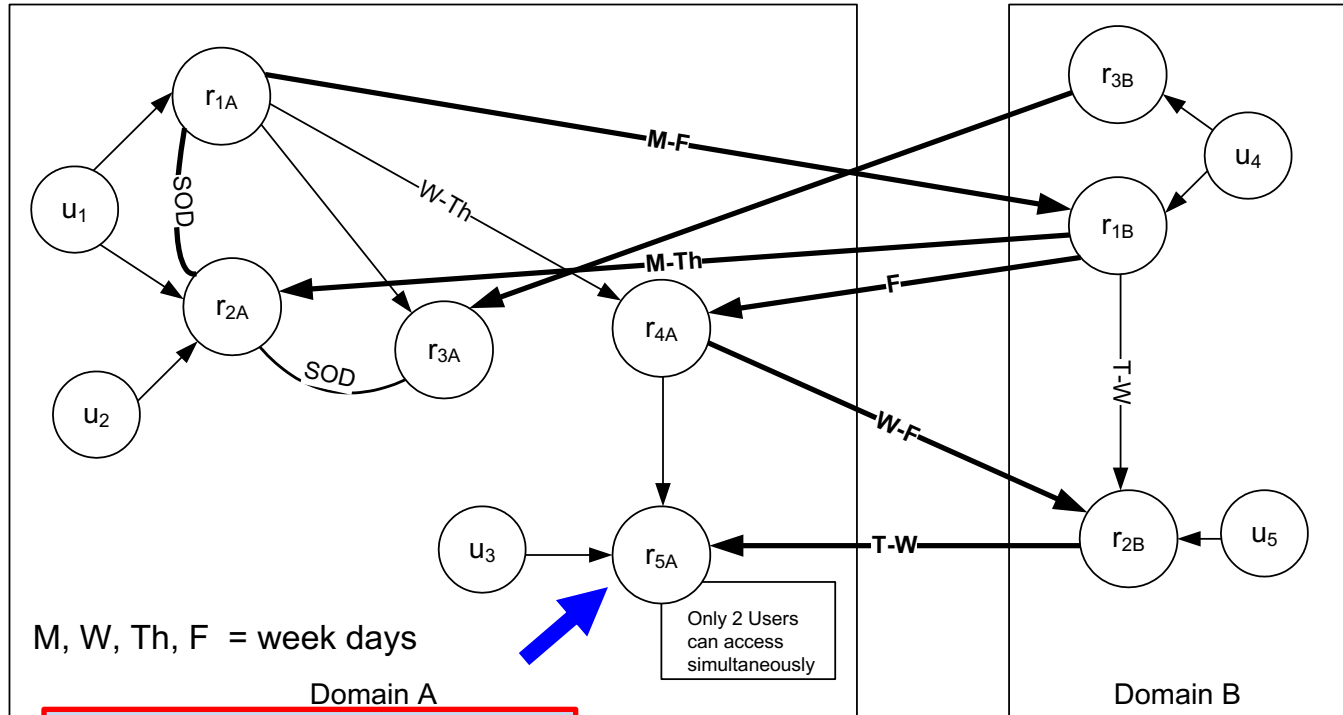 r1A
r3B
M-F
u4
SOD
W-Th
u1
r1B
M-Th
F
r2A
r4A
r3A
SOD
T-W
u2
W-F
u3
r5A
T-W
r2B
u5
Only 2 Users
can access
simultaneously
M, W, Th, F = week days
Domain A
Domain B